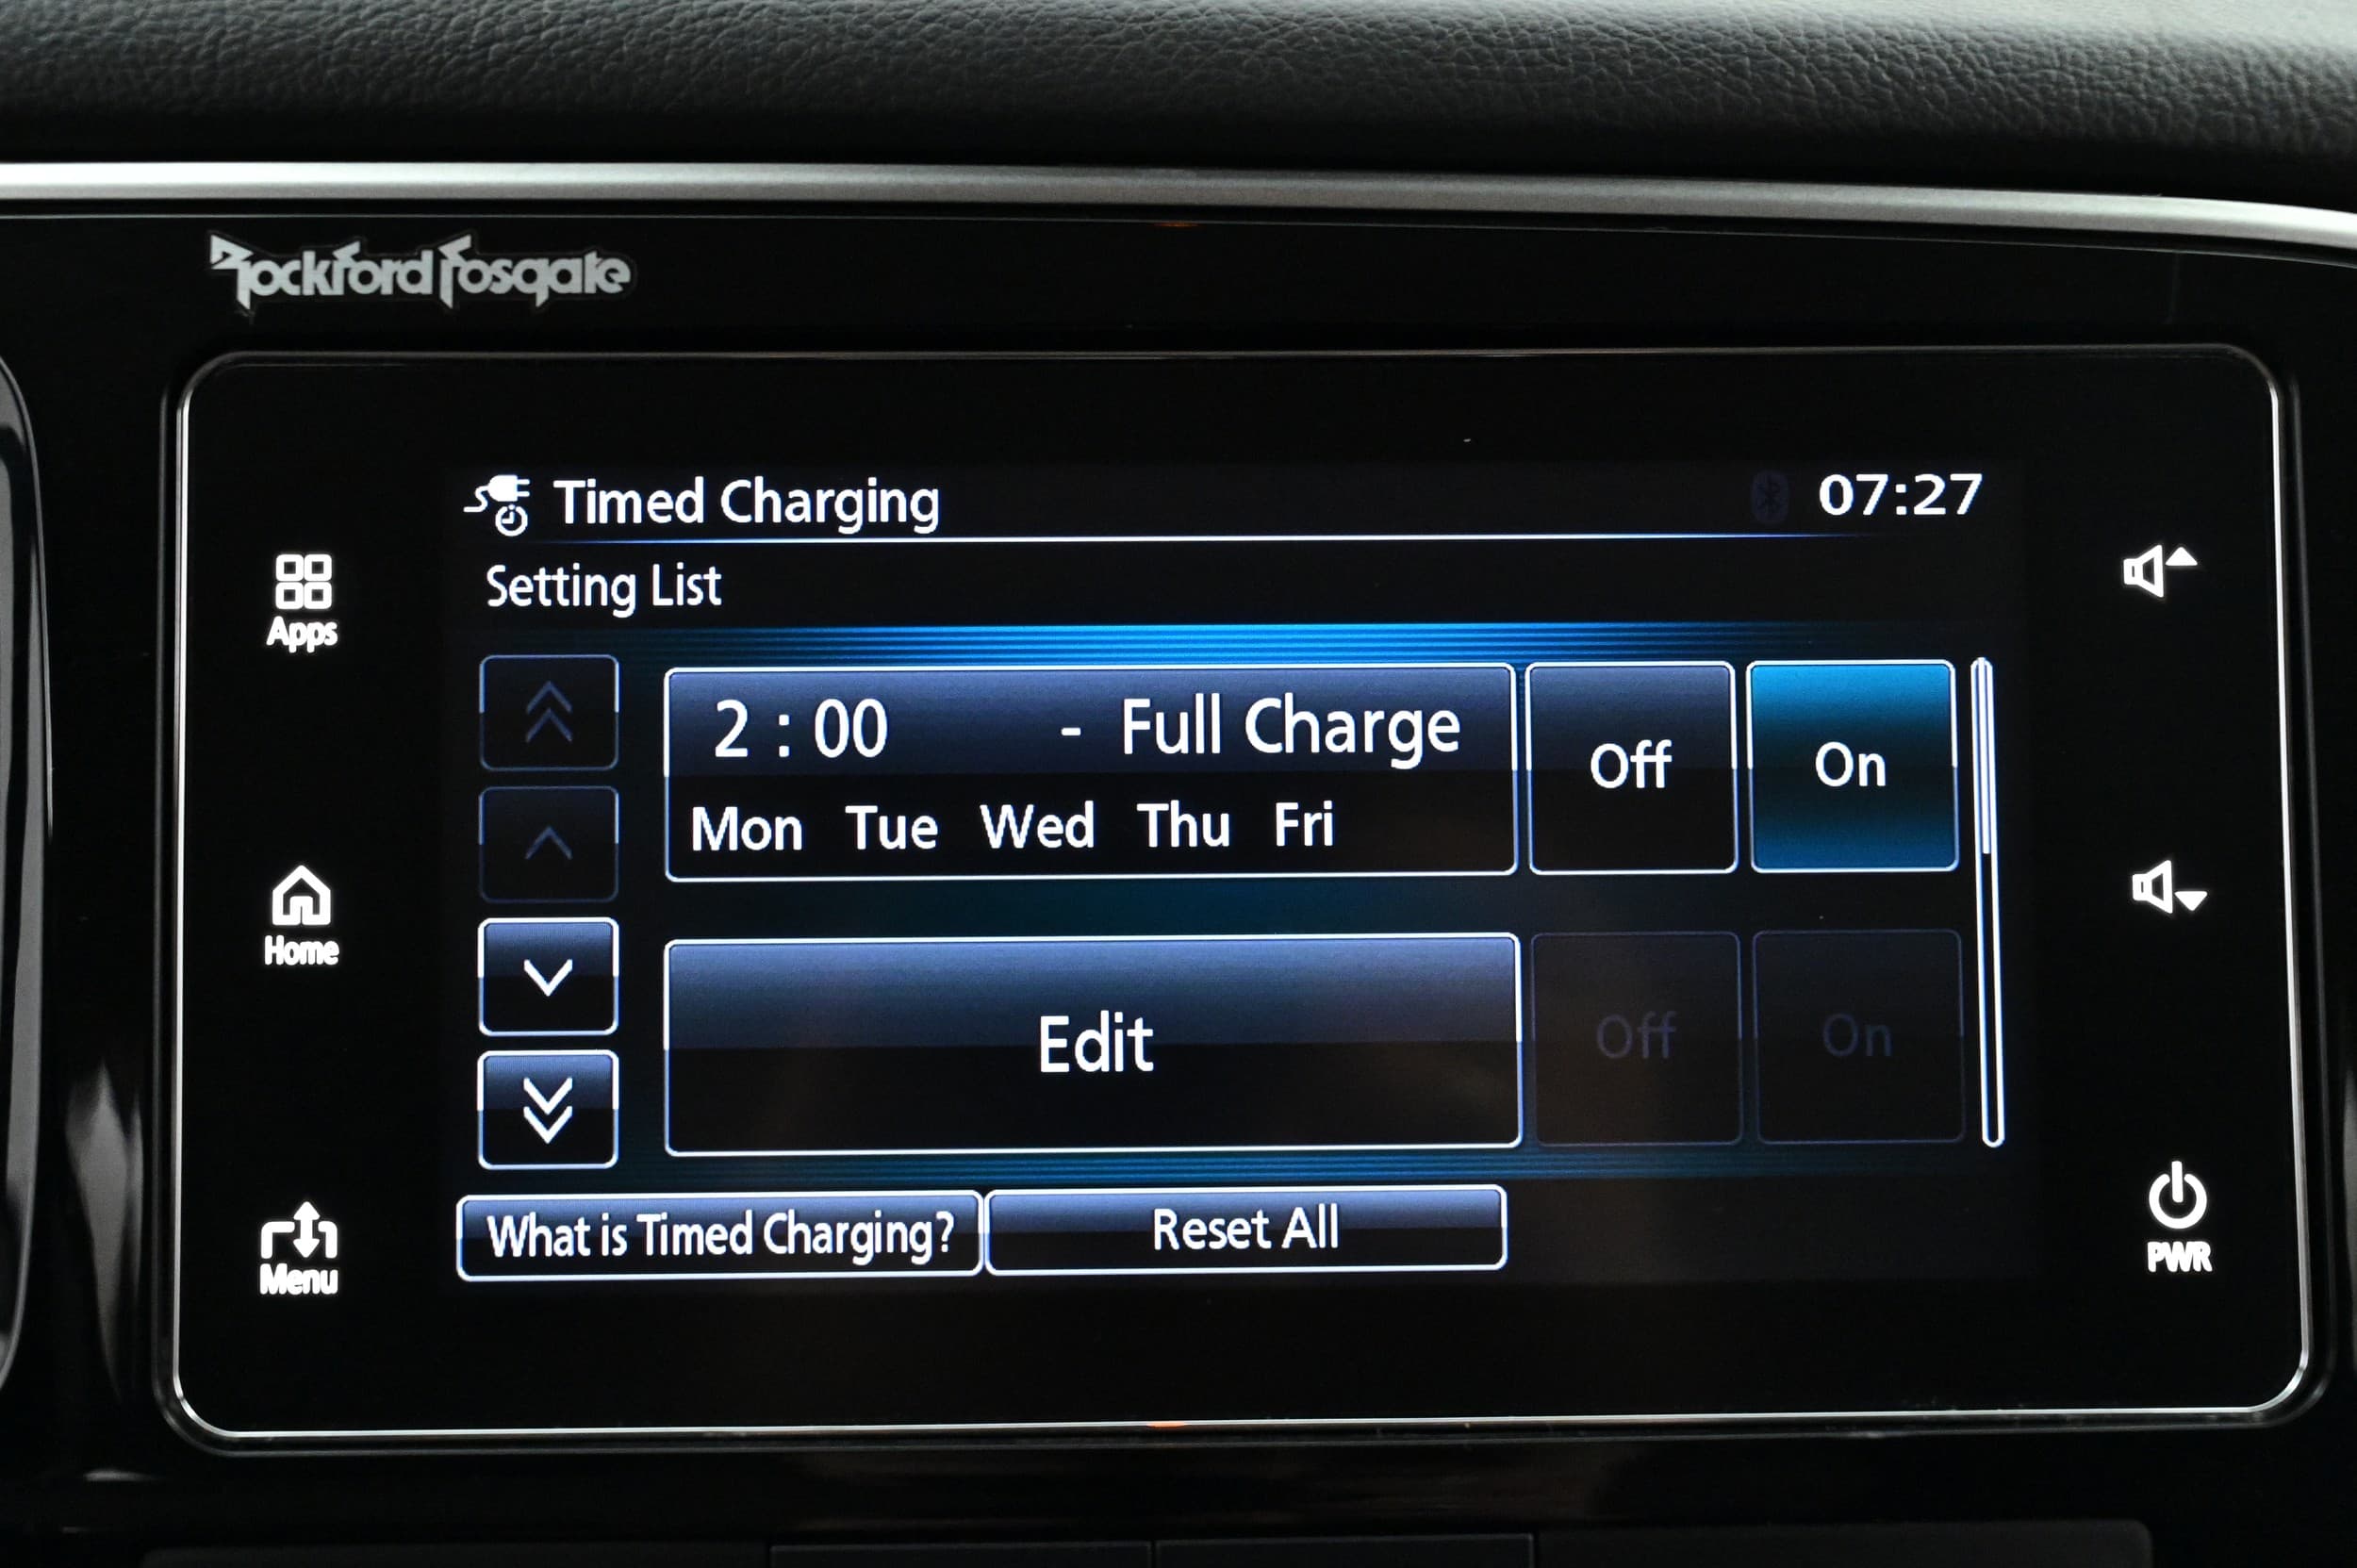 Rockford Fosgate
Timed Charging
07:27
Setting List
Apps
2 : 00 - Full Charge
Off
On
Mon Tue Wed Thu Fri
Home
Edit
Off
On
What is Timed Charging?
Reset All
Menu
PWR